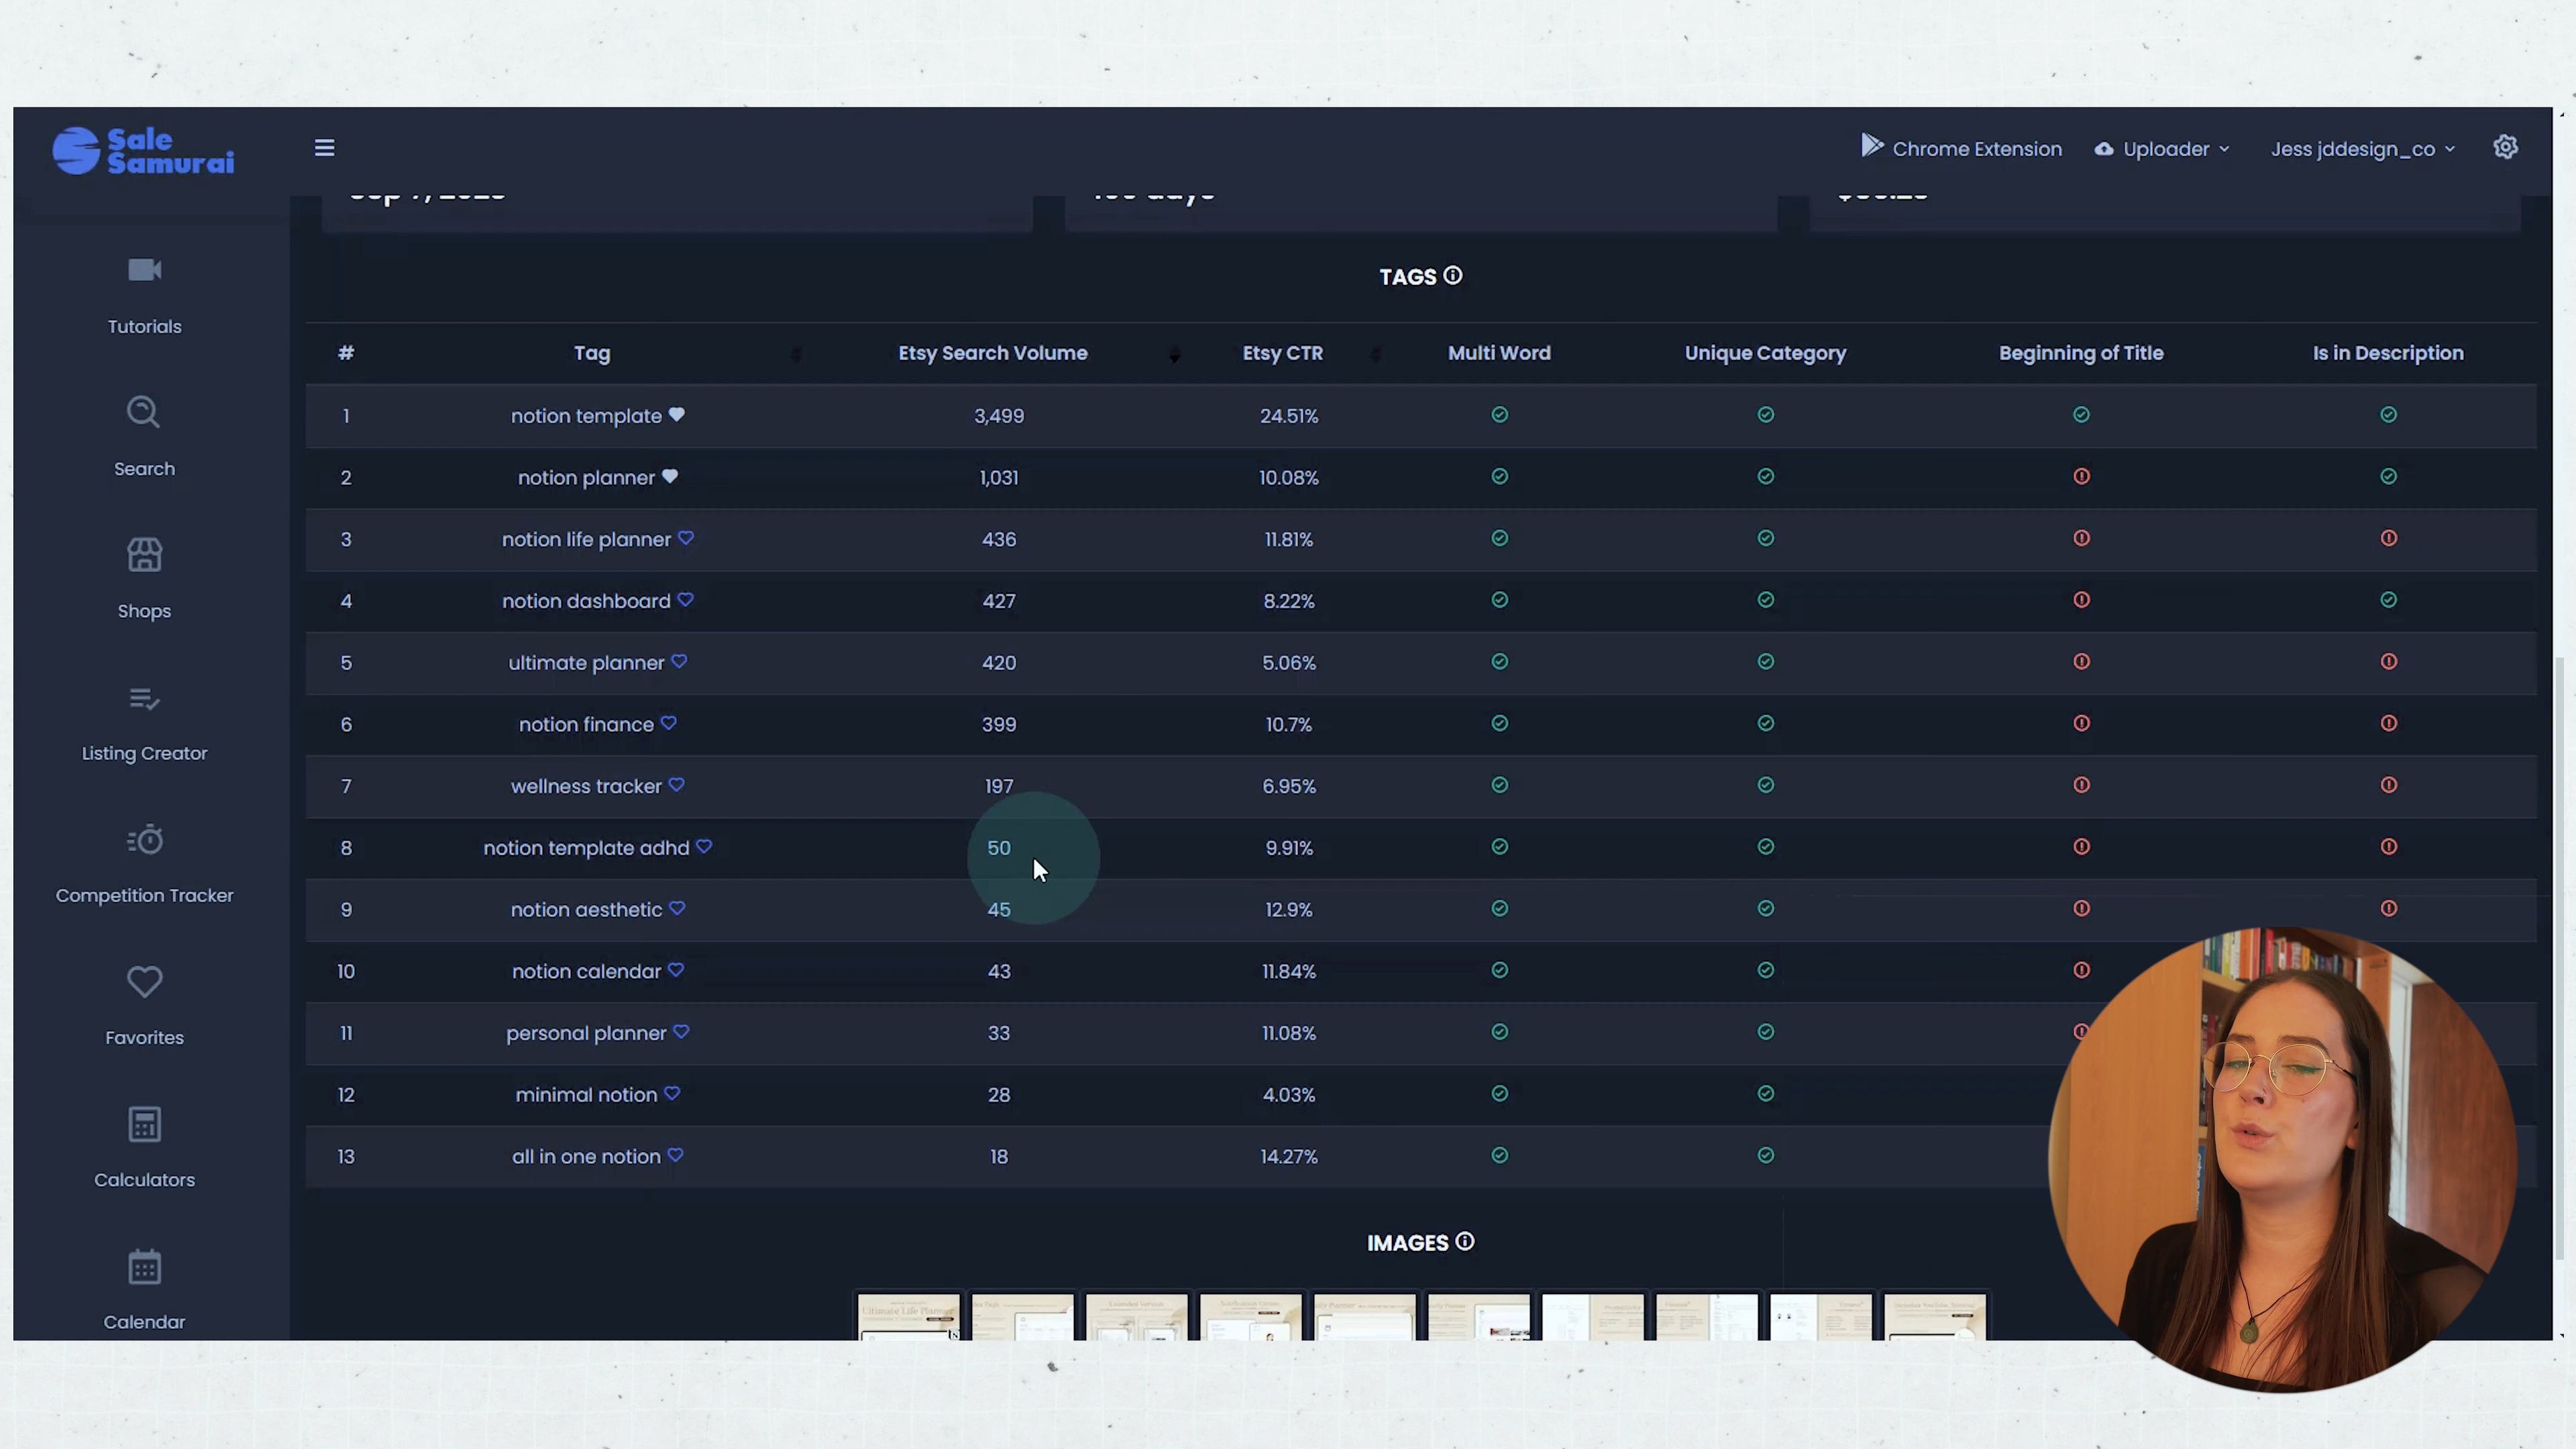 Sale
Samurai
Chrome Extension
Uploader
Jess jddesign_co
Tutorials
Search
Shops
Listing Creator
Competition Tracker
Favorites
Calculators
Calendar
TAGS
# Tag Etsy Search Volume Etsy CTR Multi Word Unique Category Beginning of Title Is in Description
1 notion template 3,499 24.51%
2 notion planner 1,031 10.08%
3 notion life planner 436 11.81%
4 notion dashboard 427 8.22%
5 ultimate planner 420 5.06%
6 notion finance 399 10.7%
7 wellness tracker 197 6.95%
8 notion template adhd 50 9.91%
9 notion aesthetic 45 12.9%
10 notion calendar 43 11.84%
11 personal planner 33 11.08%
12 minimal notion 28 4.03%
13 all in one notion 18 14.27%
IMAGES
Ultimate Life Planner